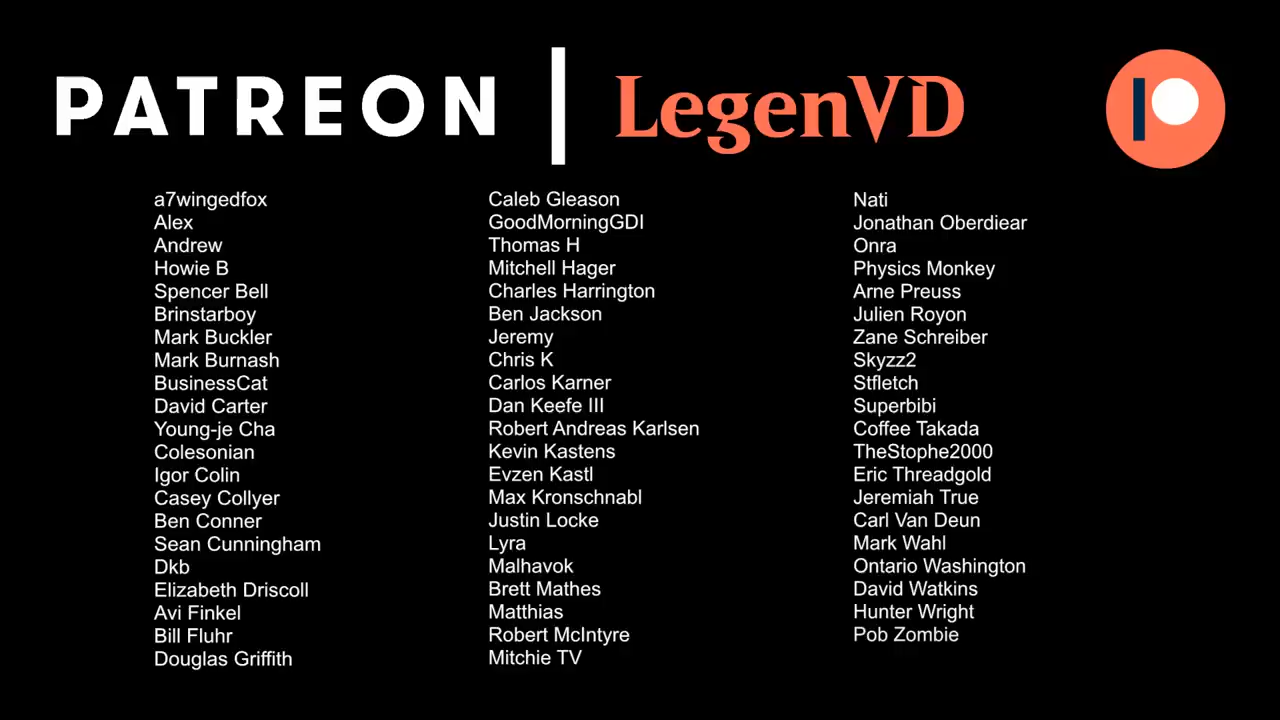 PATREON | LegenVD
a7wingedfox
Alex
Andrew
Howie B
Spencer Bell
Brinstarboy
Mark Buckler
Mark Burnash
BusinessCat
David Carter
Young-je Cha
Colesonian
Igor Colin
Casey Collyer
Ben Conner
Sean Cunningham
Dkb
Elizabeth Driscoll
Avi Finkel
Bill Fluhr
Douglas Griffith
Caleb Gleason
GoodMorningGDI
Thomas H
Mitchell Hager
Charles Harrington
Ben Jackson
Jeremy
Chris K
Carlos Karner
Dan Keefe III
Robert Andreas Karlsen
Kevin Kastens
Evzen Kastl
Max Kronschnabl
Justin Locke
Lyra
Malhavok
Brett Mathes
Matthias
Robert McIntyre
Mitchie TV
Nati
Jonathan Oberdiear
Onra
Physics Monkey
Arne Preuss
Julien Royon
Zane Schreiber
Skyzz2
Stfletch
Superbibi
Coffee Takada
TheStophe2000
Eric Threadgold
Jeremiah True
Carl Van Deun
Mark Wahl
Ontario Washington
David Watkins
Hunter Wright
Pob Zombie